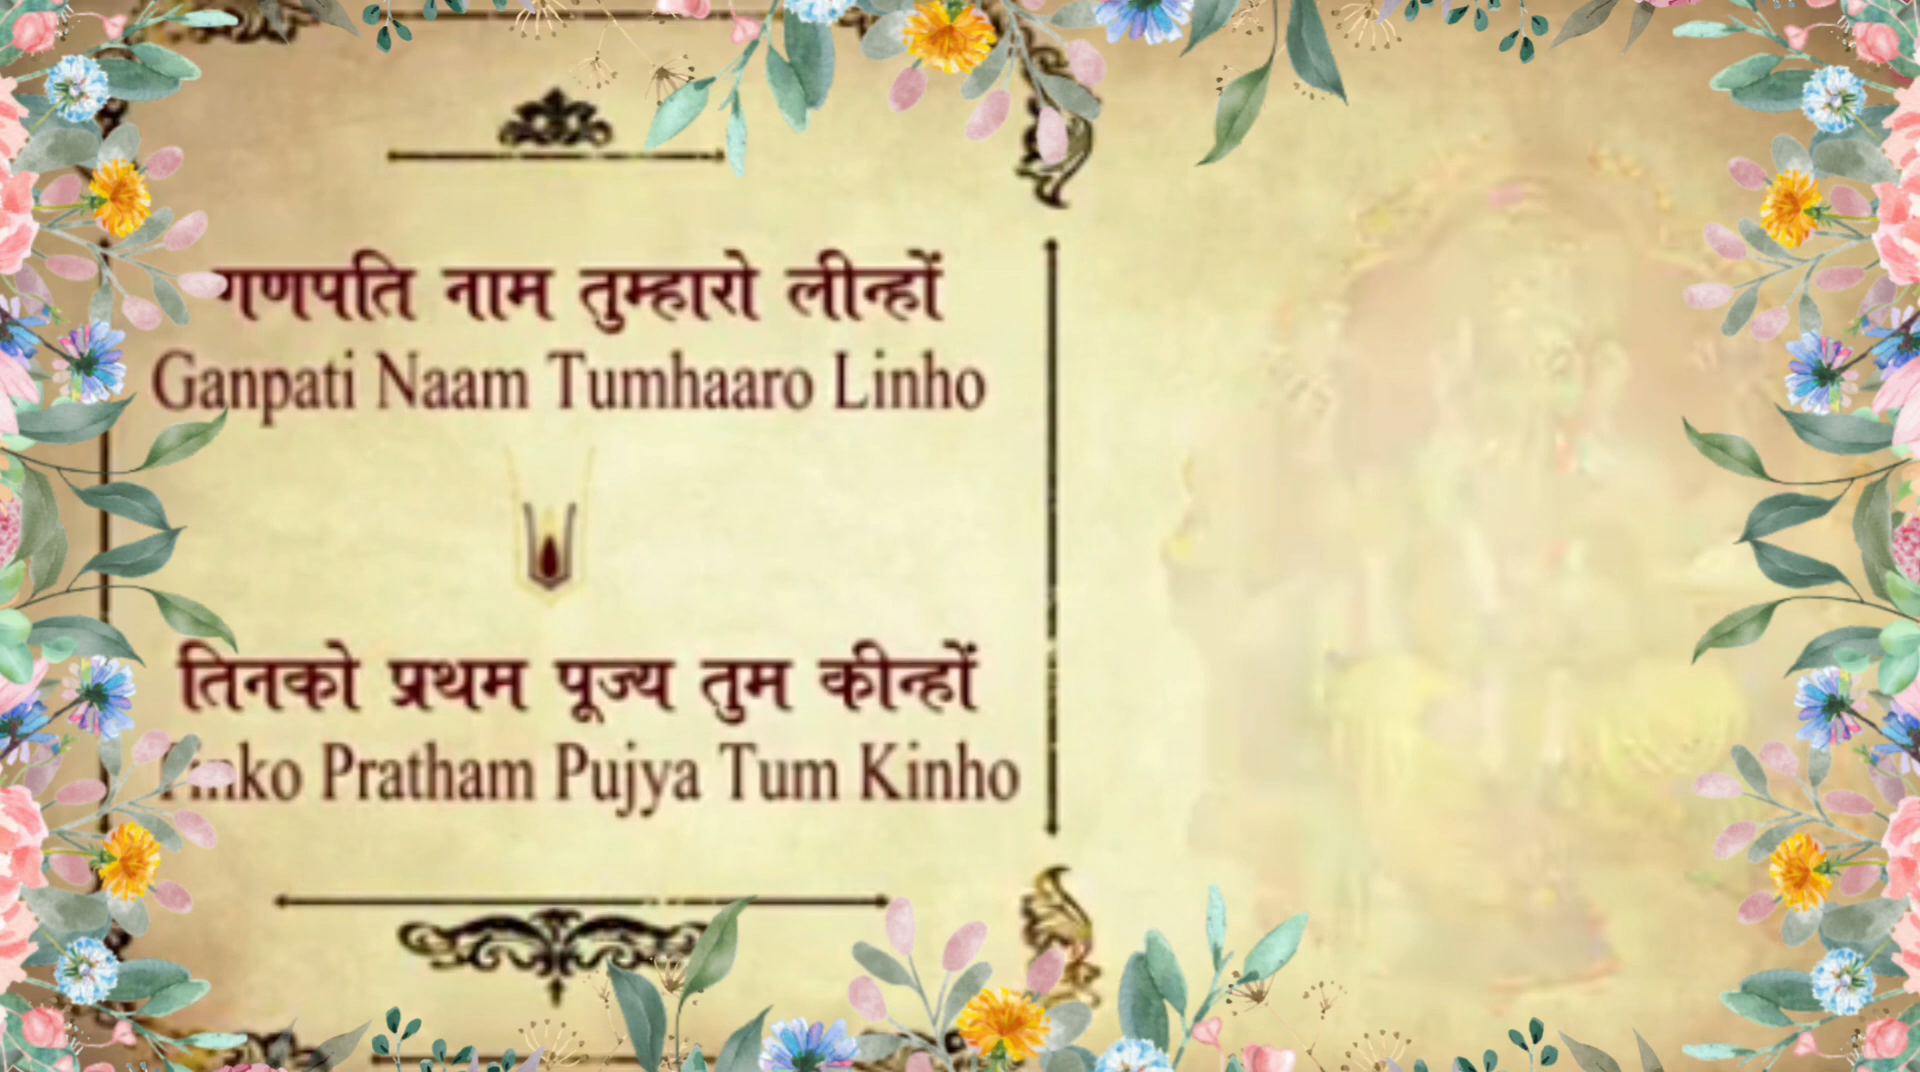 गणपति नाम तुम्हारो लीन्हों
Ganpati Naam Tumhaaro Linho
तिनको प्रथम पूज्य तुम कीन्हों
Pratham Pujya Tum Kinho